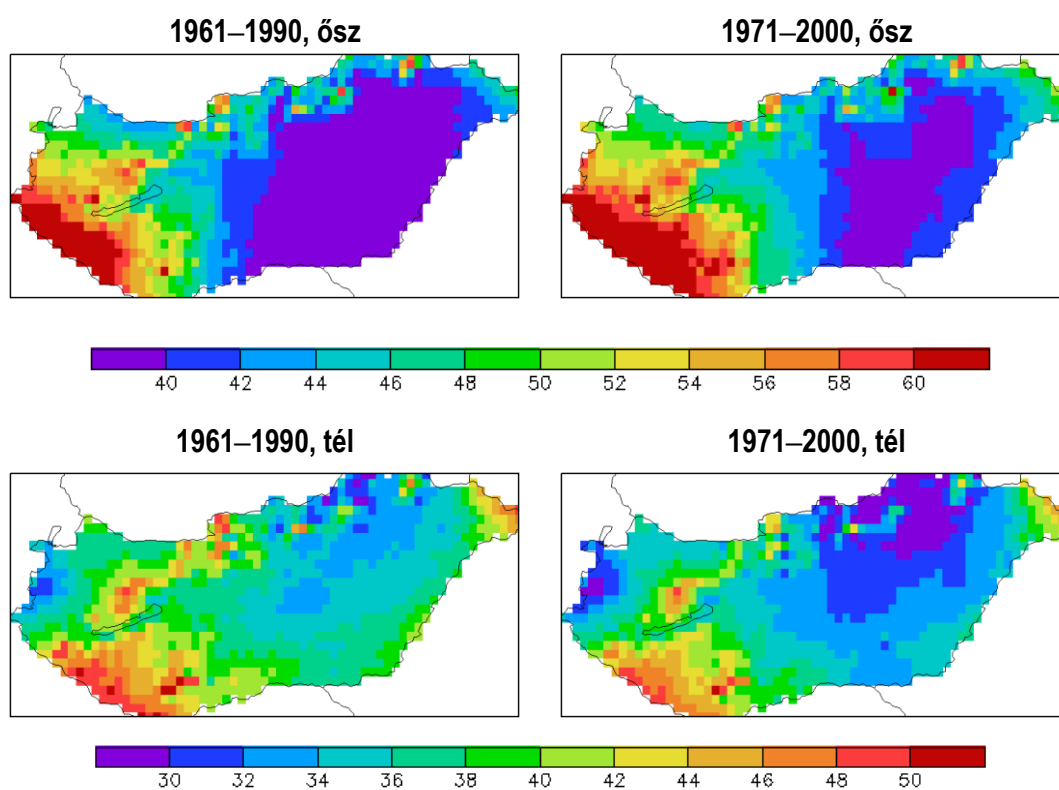 1961–1990, ősz
1971–2000, ősz
40 42 44 46 48 50 52 54 56 58 60
1961–1990, tél
1971–2000, tél
30 32 34 36 38 40 42 44 46 48 50